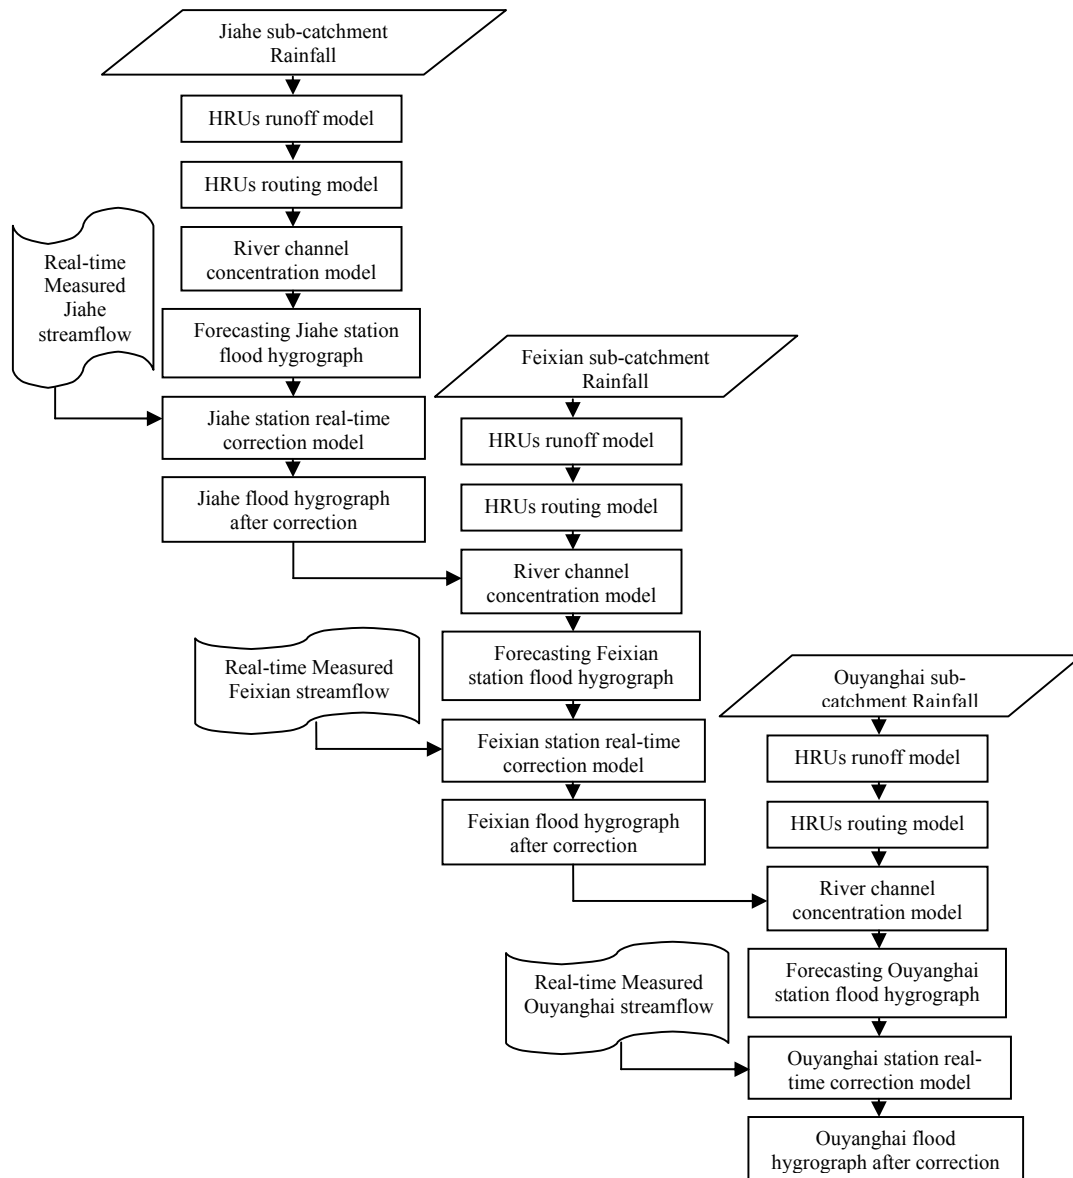 Jiahe sub-catchment
Rainfall
HRUs runoff model
HRUs routing model
River channel
concentration model
Real-time
Measured
Jiahe
streamflow
Forecasting Jiahe station
flood hygrograph
Jiahe station real-time
correction model
Jiahe flood hygrograph
after correction
Feixian sub-catchment
Rainfall
HRUs runoff model
HRUs routing model
River channel
concentration model
Forecasting Feixian
station flood hygrograph
Real-time Measured
Feixian streamflow
Feixian station real-time
correction model
Feixian flood hygrograph
after correction
Ouyanghai sub-
catchment Rainfall
HRUs runoff model
HRUs routing model
River channel
concentration model
Forecasting Ouyanghai
station flood hygrograph
Real-time Measured
Ouyanghai streamflow
Ouyanghai station real-
time correction model
Ouyanghai flood
hygrograph after correction